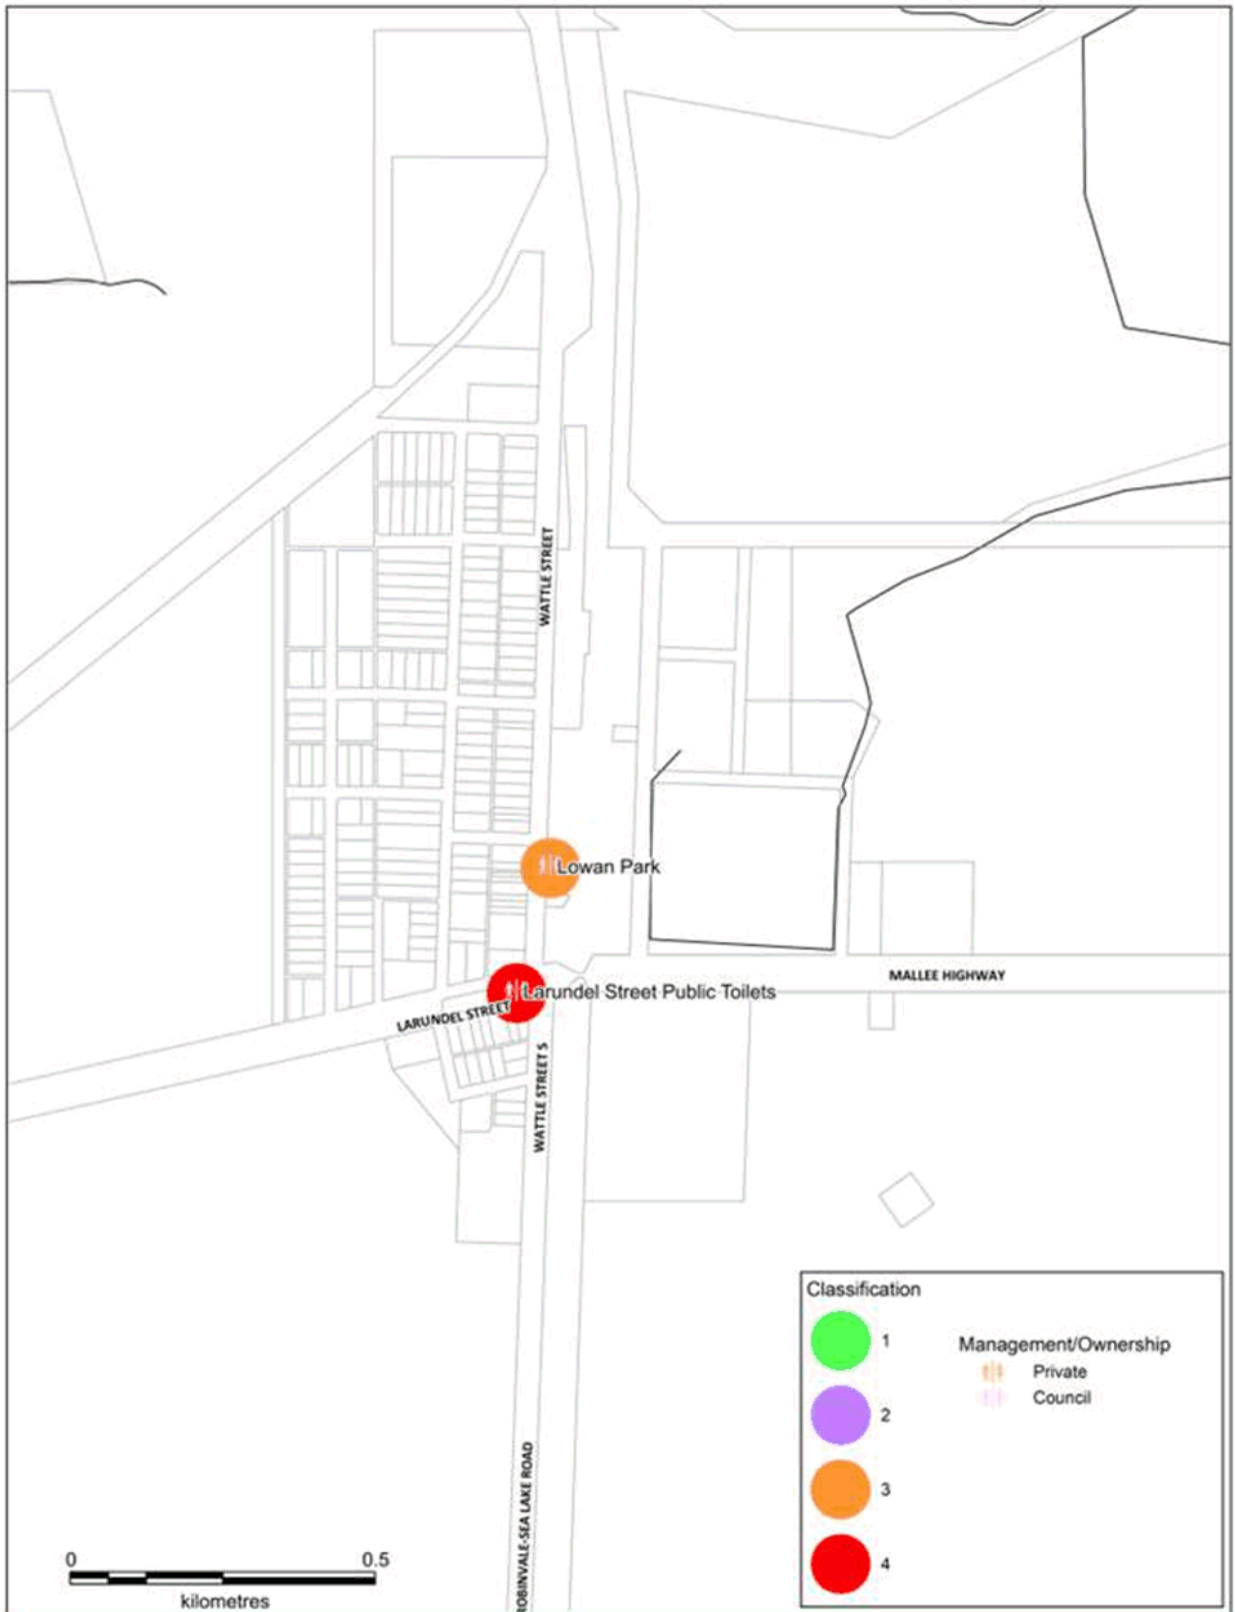 WATTLE STREET
Lowan Park
MALLEE HIGHWAY
Larundel Street Public Toilets
LARUNDEL STREET
WATTLE STREET S
ROBINVALE-SEA LAKE ROAD
Classification
1
2
3
4
Management/Ownership
Private
Council
0 0.5
kilometres